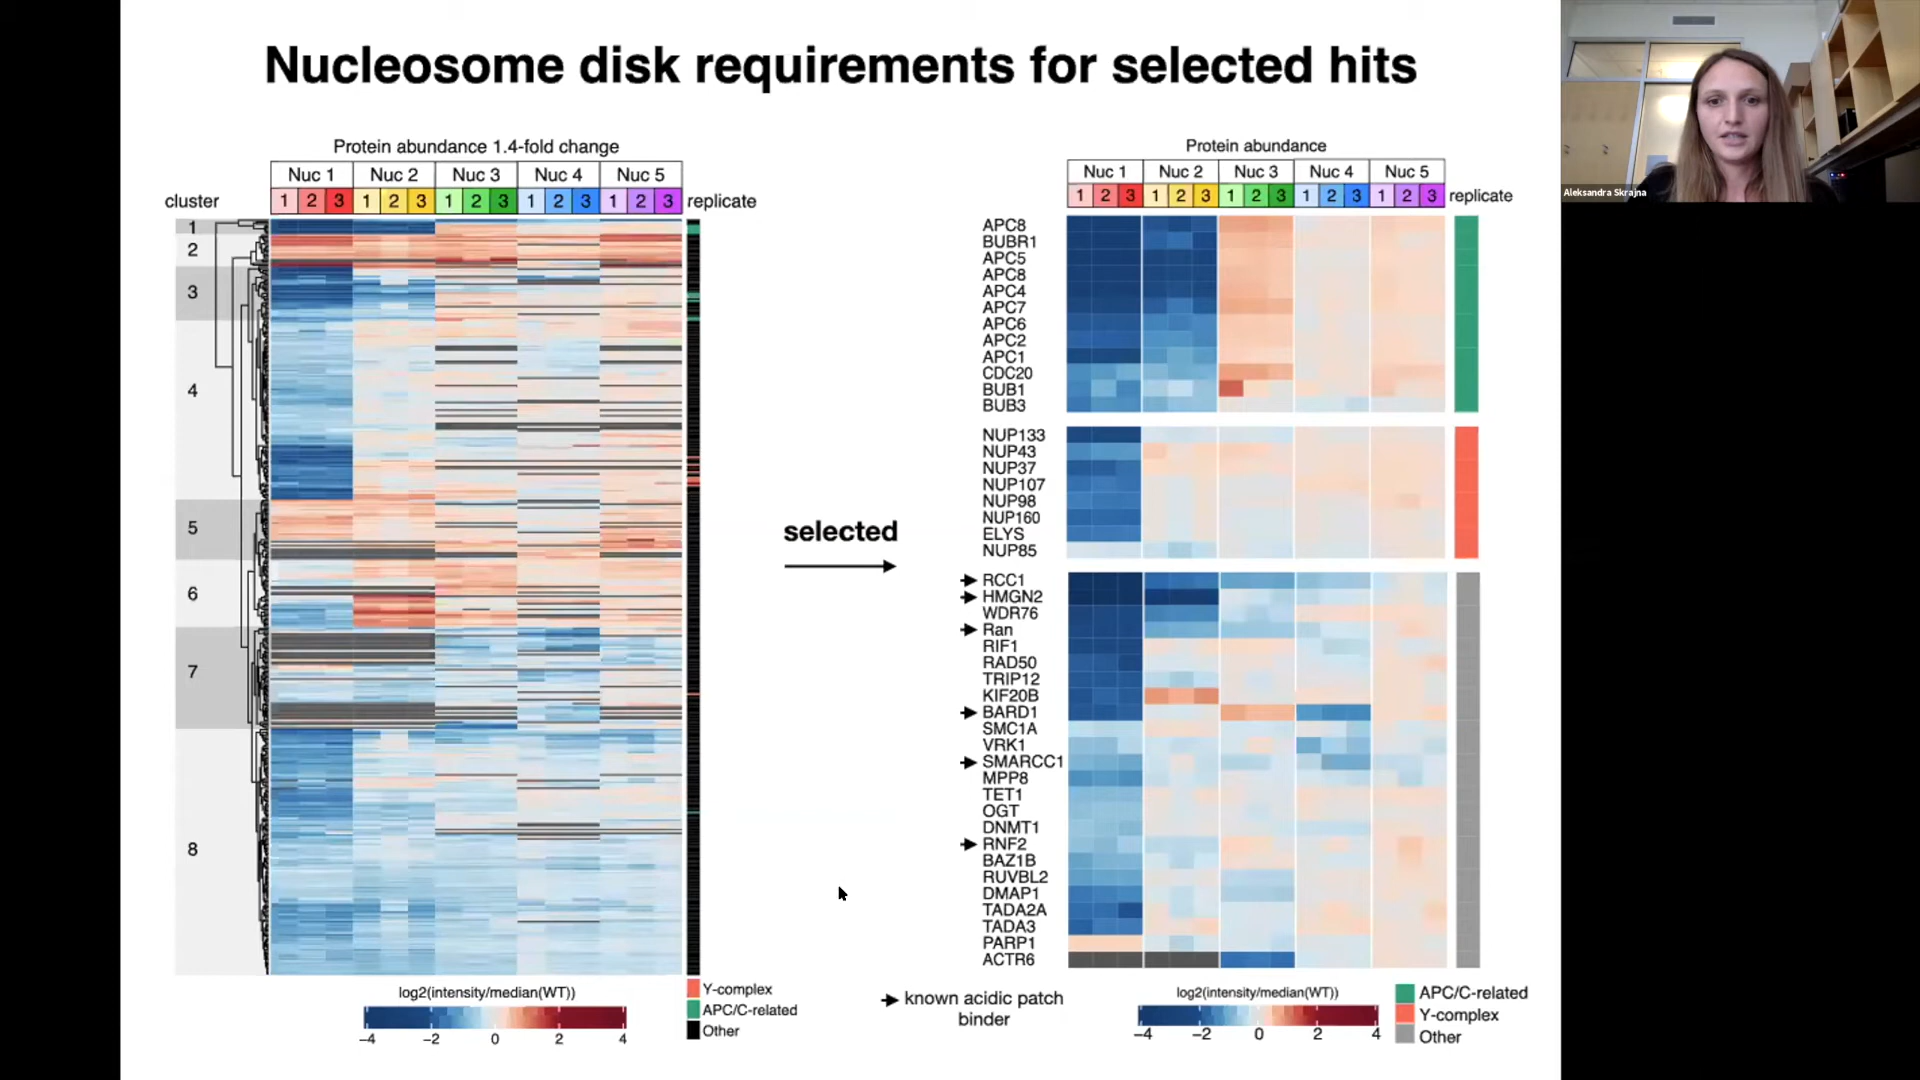 Nucleosome disk requirements for selected hits
Protein abundance 1.4-fold change
Nuc 1 Nuc 2 Nuc 3 Nuc 4 Nuc 5
cluster 1 2 3 1 2 3 1 2 3 1 2 3 1 2 3 replicate
1
2
3
4
5
6
7
8
log2(intensity/median(WT))
−4 −2 0 2 4
Y-complex
APC/C-related
Other
selected
Protein abundance
Nuc 1 Nuc 2 Nuc 3 Nuc 4 Nuc 5
1 2 3 1 2 3 1 2 3 1 2 3 1 2 3 replicate
APC8
BUBR1
APC5
APC8
APC4
APC7
APC6
APC2
APC1
CDC20
BUB1
BUB3
NUP133
NUP43
NUP37
NUP107
NUP98
NUP160
ELYS
NUP85
RCC1
HMGN2
WDR76
Ran
RIF1
RAD50
TRIP12
KIF20B
BARD1
SMC1A
VRK1
SMARCC1
MPP8
TET1
OGT
DNMT1
RNF2
BAZ1B
RUVBL2
DMAP1
TADA2A
TADA3
PARP1
ACTR6
known acidic patch
binder
log2(intensity/median(WT))
−4 −2 0 2 4
APC/C-related
Y-complex
Other
Aleksandra Skrajna